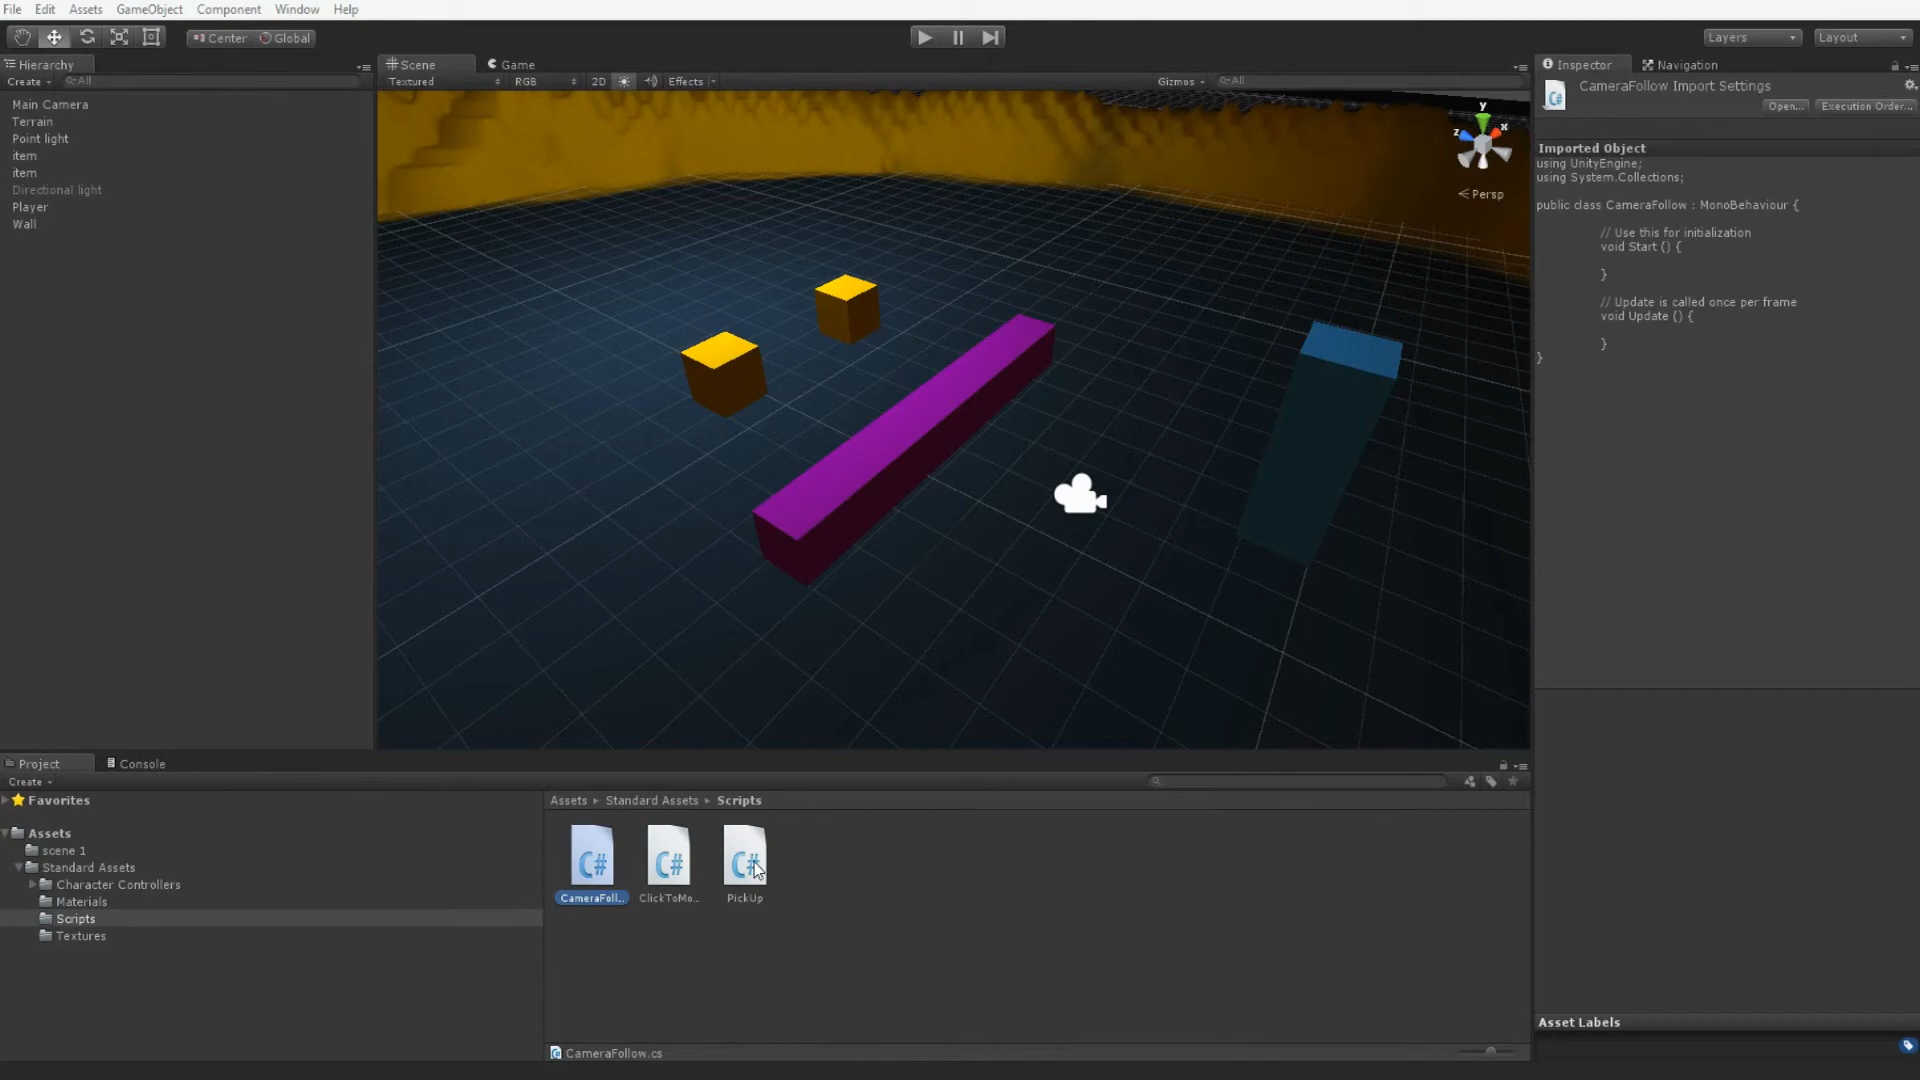 File Edit Assets GameObject Component Window Help
Center Global
Layers Layout
Hierarchy
Create All
Main Camera
Terrain
Point light
item
item
Directional light
Player
Wall
Scene Game
Textured RGB 2D Effects Gizmos All
y
x
z
Persp
Inspector Navigation
CameraFollow Import Settings
Open... Execution Order...
Imported Object
using UnityEngine;
using System.Collections;
public class CameraFollow : MonoBehaviour {
// Use this for initialization
void Start () {
}
// Update is called once per frame
void Update () {
}
}
Project Console
Create
Favorites
Assets
scene 1
Standard Assets
Character Controllers
Materials
Scripts
Textures
Assets Standard Assets Scripts
C# C# C#
CameraFoll.. ClickToMo.. PickUp
CameraFollow.cs
Asset Labels